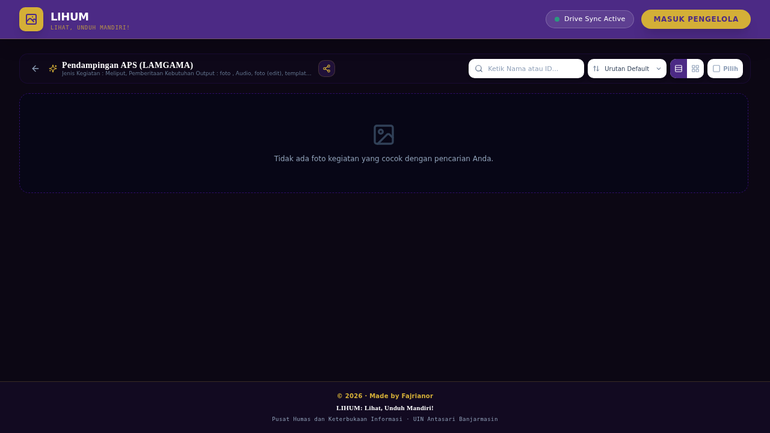 LIHUM
LIHAT, UNDUH MANDIRI!
Drive Sync Active
MASUK PENGELOLA
Pendampingan APS (LAMGAMA)
Jenis Kegiatan : Meliput, Pemberitaan Kebutuhan Output : foto , Audio, foto (edit), templat...
Ketik Nama atau ID...
Urutan Default
Pilih
Tidak ada foto kegiatan yang cocok dengan pencarian Anda.
© 2026 · Made by Fajrianor
LIHUM: Lihat, Unduh Mandiri!
Pusat Humas dan Keterbukaan Informasi · UIN Antasari Banjarmasin